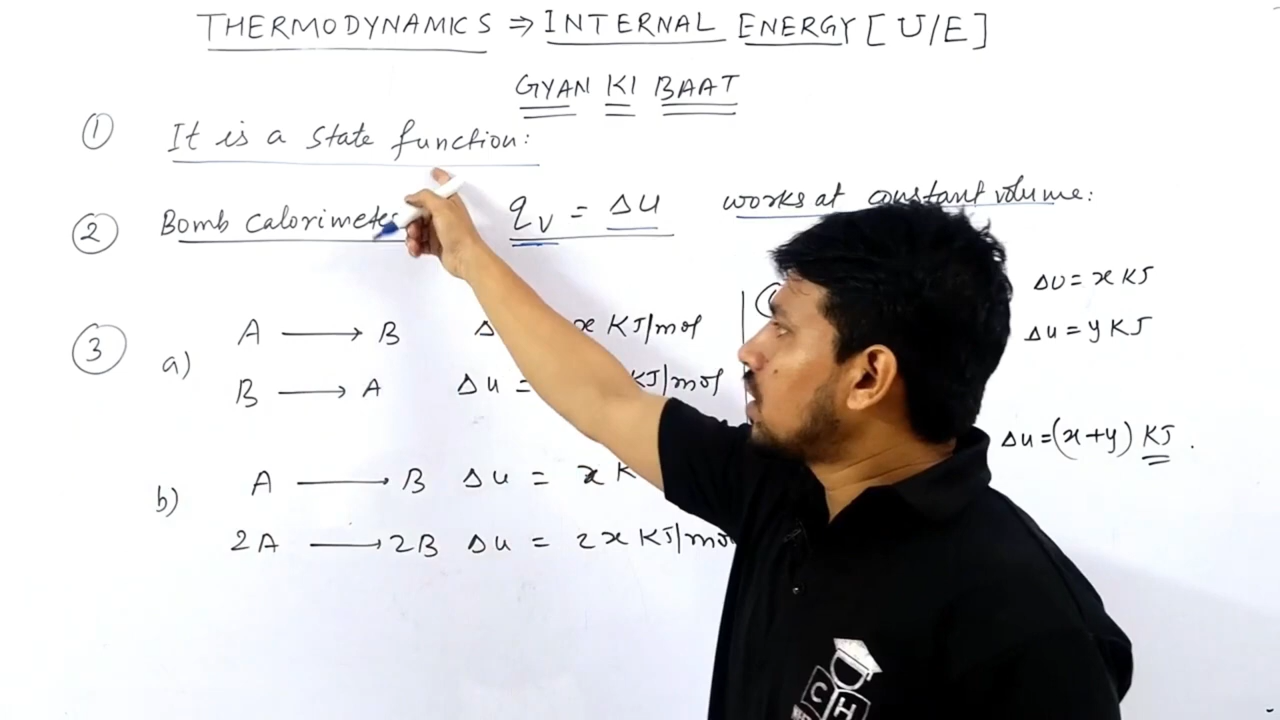 THERMODYNAMICS ⇒ INTERNAL ENERGY [U/E]
GYAN KI BAAT
① It is a state function:
② Bomb calorimeter qv = Δu works at constant volume:
③ a) A ⟶ B Δ x KJ/mol
B ⟶ A Δu = KJ/mol
b) A ⟶ B Δu = x K
2A ⟶ 2B Δu = 2x KJ/mo
ΔU = x KJ
Δu = y KJ
Δu = (x+y) KJ.
C H